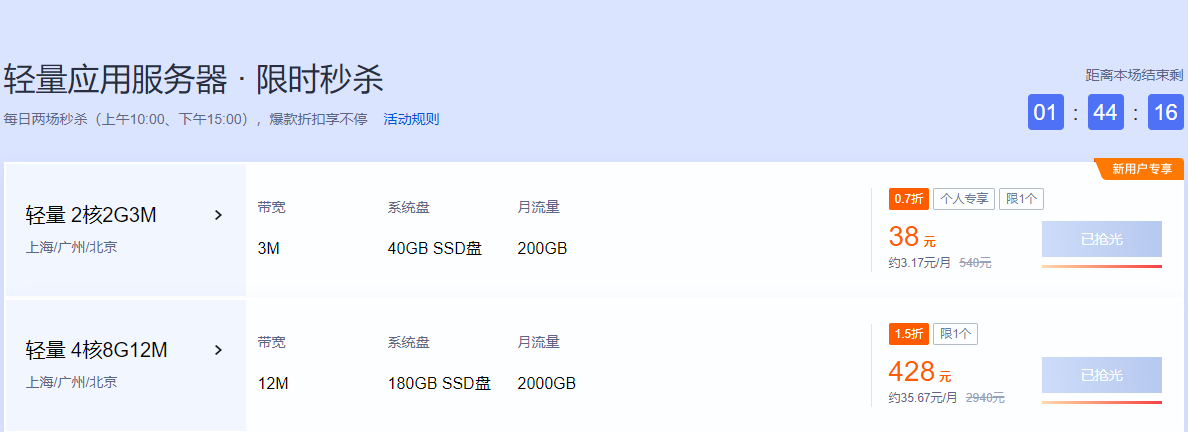 轻量应用服务器 · 限时秒杀
距离本场结束剩
每日两场秒杀（上午10:00、下午15:00），爆款折扣享不停 活动规则
01 : 44 : 16
新用户专享
轻量 2核2G3M
上海/广州/北京
带宽 系统盘 月流量
3M 40GB SSD盘 200GB
0.7折 个人专享 限1个
38 元
约3.17元/月 540元
已抢光
轻量 4核8G12M
上海/广州/北京
带宽 系统盘 月流量
12M 180GB SSD盘 2000GB
1.5折 限1个
428 元
约35.67元/月 2940元
已抢光